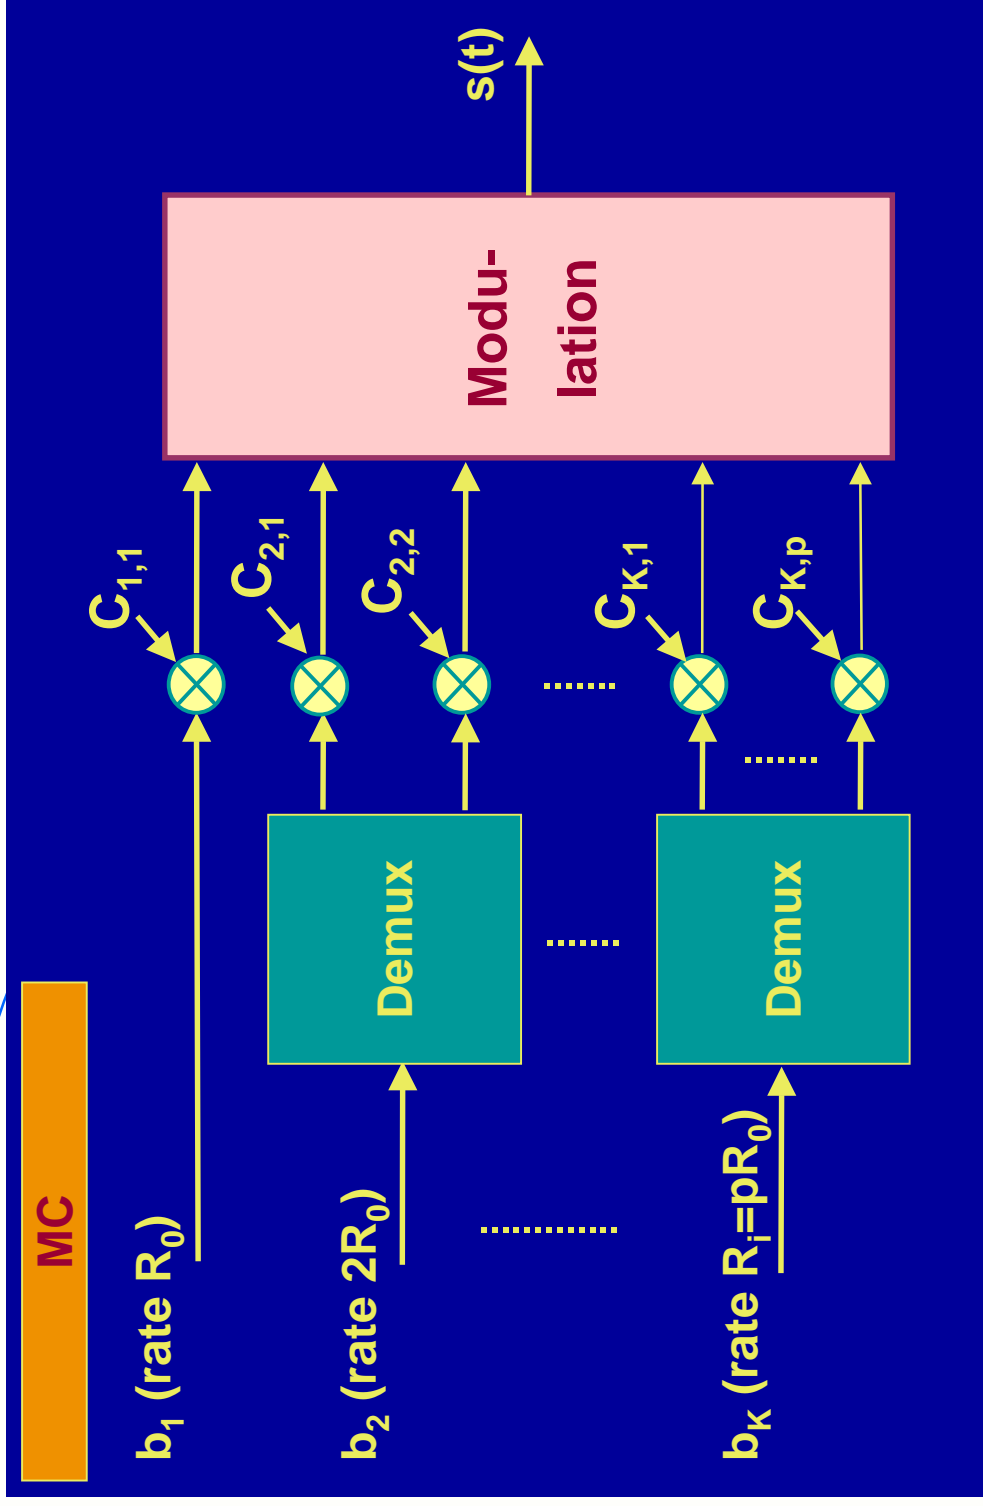 MC
b1 (rate R0)
C1,1
b2 (rate 2R0)
Demux
C2,1
C2,2
bK (rate Ri=pR0)
Demux
CK,1
CK,p
Modu-
lation
s(t)